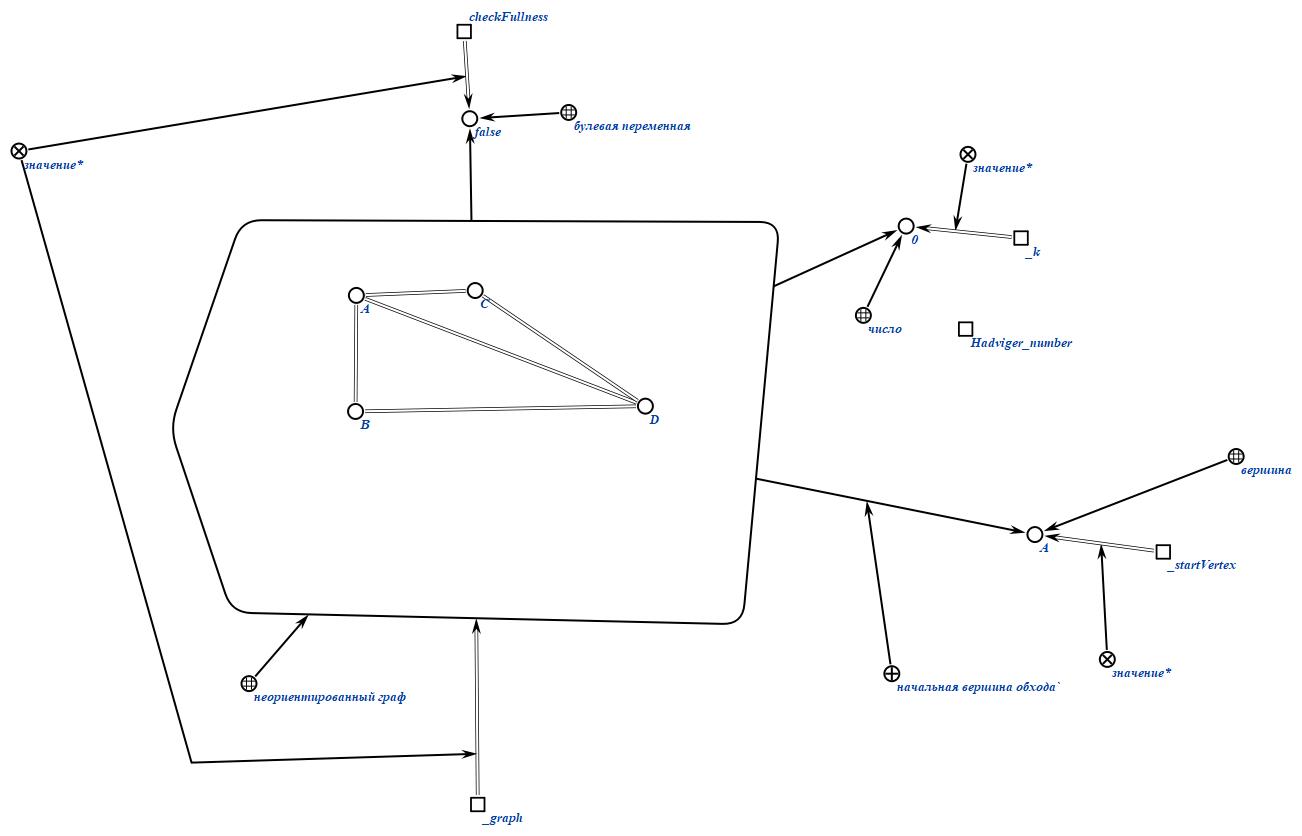 checkFullness
false
булевая переменная
значение*
значение*
0
_k
число
Hadviger_number
A
C
B
D
вершина
A
_startVertex
значение*
начальная вершина обхода`
неориентированный граф
_graph